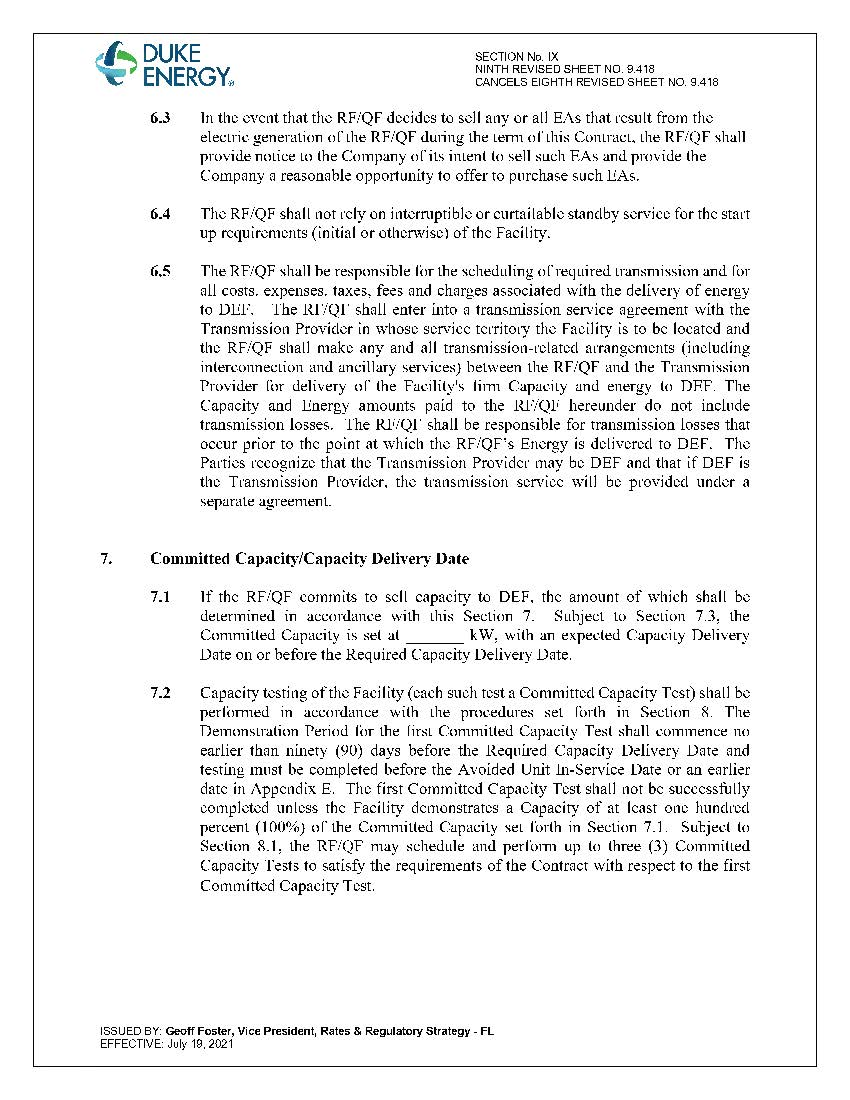 DUKE
ENERGY®
SECTION No. IX
NINTH REVISED SHEET NO. 9.418
CANCELS EIGHTH REVISED SHEET NO. 9.418
6.3 In the event that the RF/QF decides to sell any or all EAs that result from the
electric generation of the RF/QF during the term of this Contract, the RF/QF shall
provide notice to the Company of its intent to sell such EAs and provide the
Company a reasonable opportunity to offer to purchase such EAs.
6.4 The RF/QF shall not rely on interruptible or curtailable standby service for the start
up requirements (initial or otherwise) of the Facility.
6.5 The RF/QF shall be responsible for the scheduling of required transmission and for
all costs, expenses, taxes, fees and charges associated with the delivery of energy
to DEF. The RF/QF shall enter into a transmission service agreement with the
Transmission Provider in whose service territory the Facility is to be located and
the RF/QF shall make any and all transmission-related arrangements (including
interconnection and ancillary services) between the RF/QF and the Transmission
Provider for delivery of the Facility's firm Capacity and energy to DEF. The
Capacity and Energy amounts paid to the RF/QF hereunder do not include
transmission losses. The RF/QF shall be responsible for transmission losses that
occur prior to the point at which the RF/QF's Energy is delivered to DEF. The
Parties recognize that the Transmission Provider may be DEF and that if DEF is
the Transmission Provider, the transmission service will be provided under a
separate agreement.
7. Committed Capacity/Capacity Delivery Date
7.1 If the RF/QF commits to sell capacity to DEF, the amount of which shall be
determined in accordance with this Section 7. Subject to Section 7.3, the
Committed Capacity is set at _______ kW, with an expected Capacity Delivery
Date on or before the Required Capacity Delivery Date.
7.2 Capacity testing of the Facility (each such test a Committed Capacity Test) shall be
performed in accordance with the procedures set forth in Section 8. The
Demonstration Period for the first Committed Capacity Test shall commence no
earlier than ninety (90) days before the Required Capacity Delivery Date and
testing must be completed before the Avoided Unit In-Service Date or an earlier
date in Appendix E. The first Committed Capacity Test shall not be successfully
completed unless the Facility demonstrates a Capacity of at least one hundred
percent (100%) of the Committed Capacity set forth in Section 7.1. Subject to
Section 8.1, the RF/QF may schedule and perform up to three (3) Committed
Capacity Tests to satisfy the requirements of the Contract with respect to the first
Committed Capacity Test.
ISSUED BY: Geoff Foster, Vice President, Rates & Regulatory Strategy - FL
EFFECTIVE: July 19, 2021